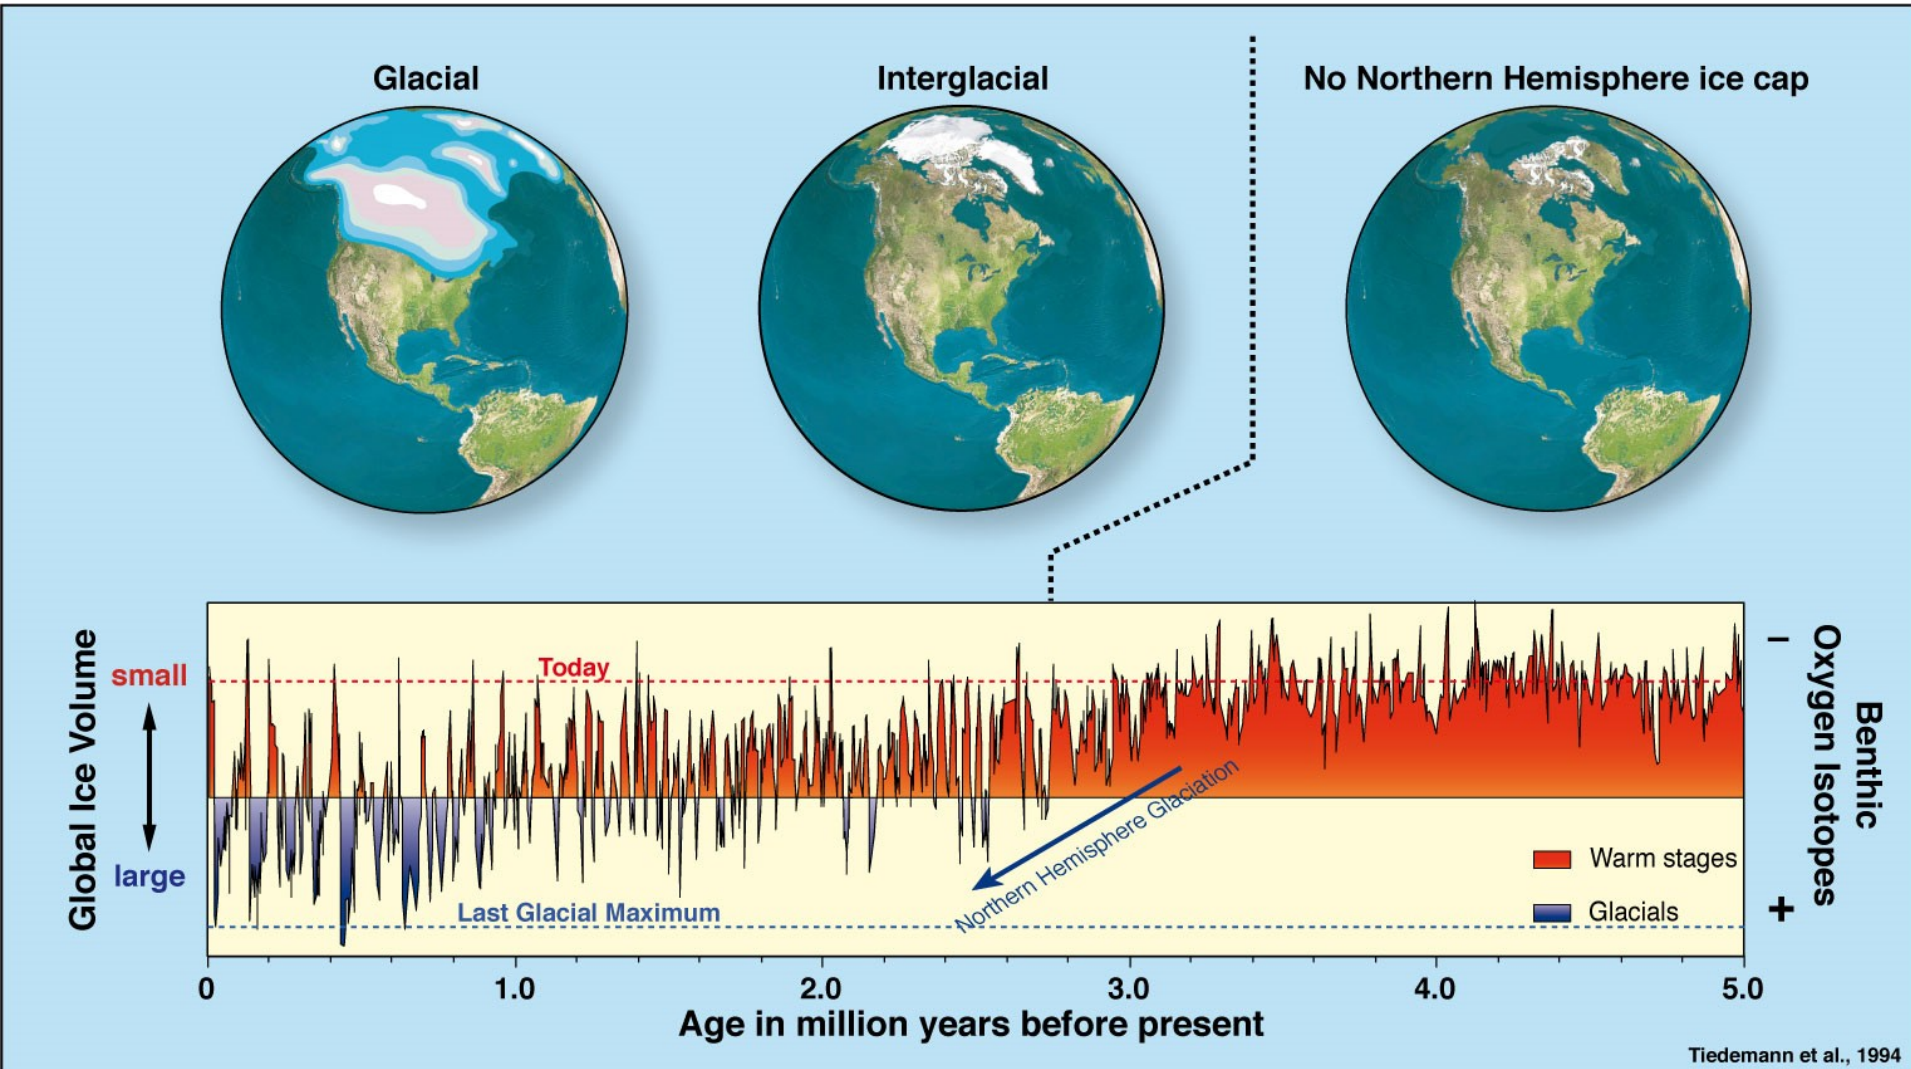 Glacial
Interglacial
No Northern Hemisphere ice cap
Global Ice Volume
small
large
Today
Last Glacial Maximum
Northern Hemisphere Glaciation
Warm stages
Glacials
–
+
Benthic
Oxygen Isotopes
0
1.0
2.0
3.0
4.0
5.0
Age in million years before present
Tiedemann et al., 1994